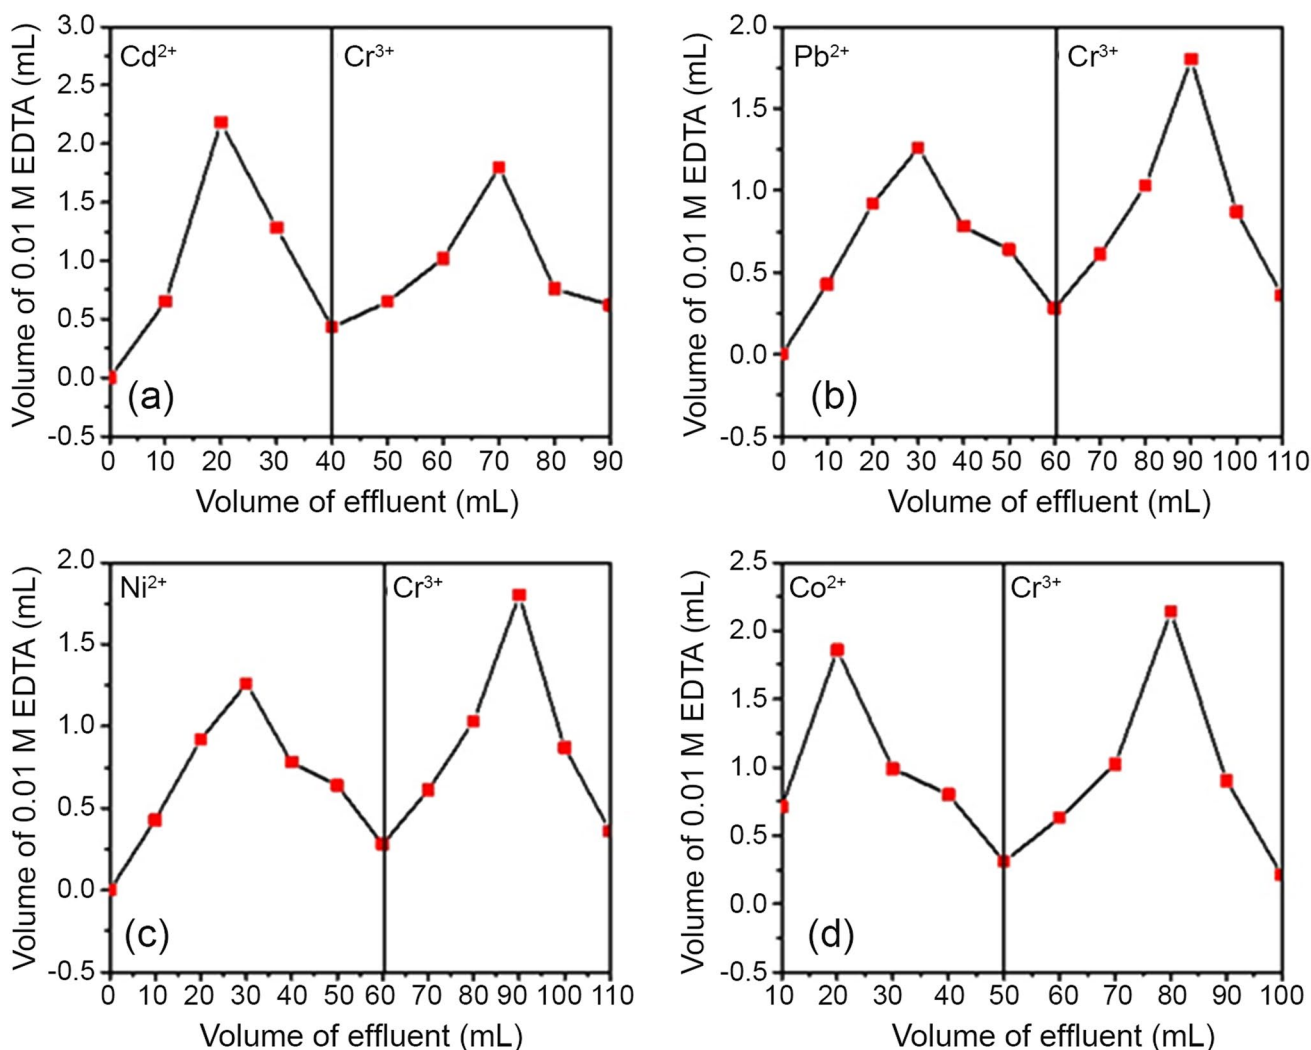 3.0
2.5
2.0
1.5
1.0
0.5
0.0
-0.5
Volume of 0.01 M EDTA (mL)
Cd²⁺ Cr³⁺
(a)
0 10 20 30 40 50 60 70 80 90
Volume of effluent (mL)
2.0
1.5
1.0
0.5
0.0
-0.5
Volume of 0.01 M EDTA (mL)
Pb²⁺ Cr³⁺
(b)
0 10 20 30 40 50 60 70 80 90 100 110
Volume of effluent (mL)
2.0
1.5
1.0
0.5
0.0
-0.5
Volume of 0.01 M EDTA (mL)
Ni²⁺ Cr³⁺
(c)
0 10 20 30 40 50 60 70 80 90 100 110
Volume of effluent (mL)
2.5
2.0
1.5
1.0
0.5
0.0
-0.5
Volume of 0.01 M EDTA (mL)
Co²⁺ Cr³⁺
(d)
10 20 30 40 50 60 70 80 90 100
Volume of effluent (mL)